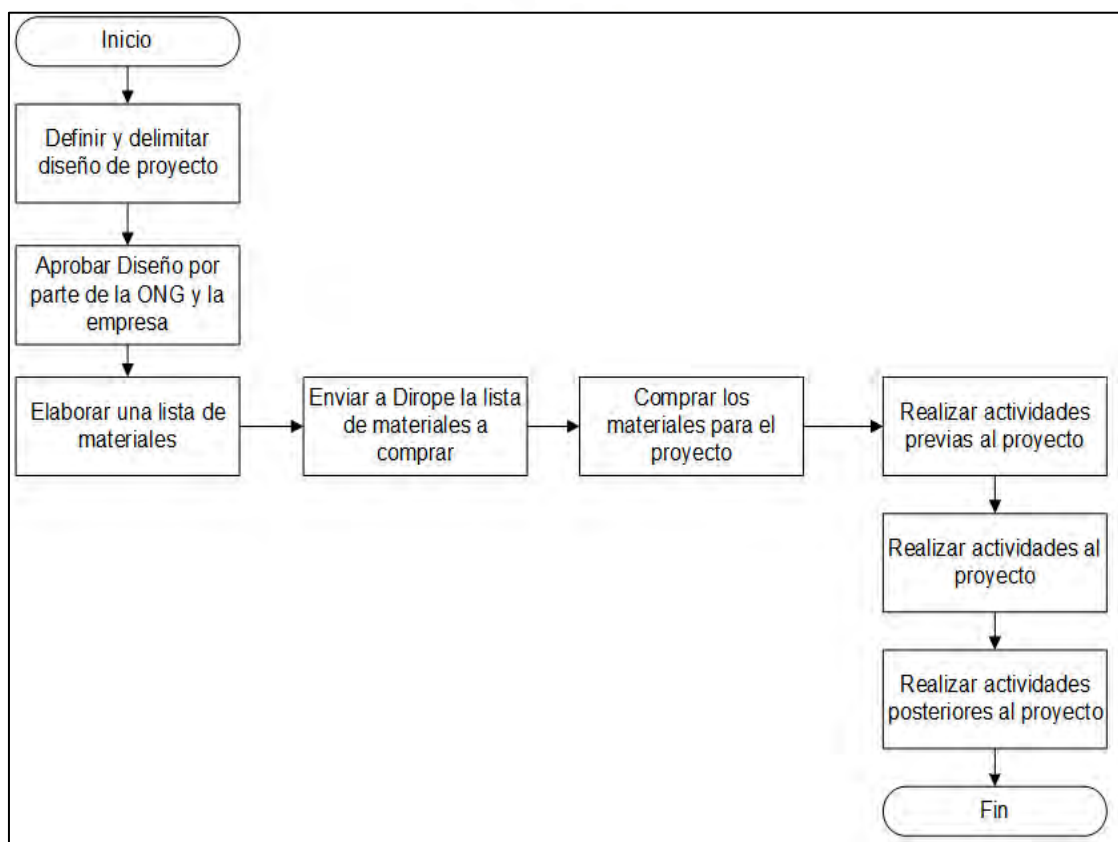 Inicio
Definir y delimitar
diseño de proyecto
Aprobar Diseño por
parte de la ONG y la
empresa
Elaborar una lista de
materiales
Enviar a Dirope la lista
de materiales a
comprar
Comprar los
materiales para el
proyecto
Realizar actividades
previas al proyecto
Realizar actividades al
proyecto
Realizar actividades
posteriores al proyecto
Fin